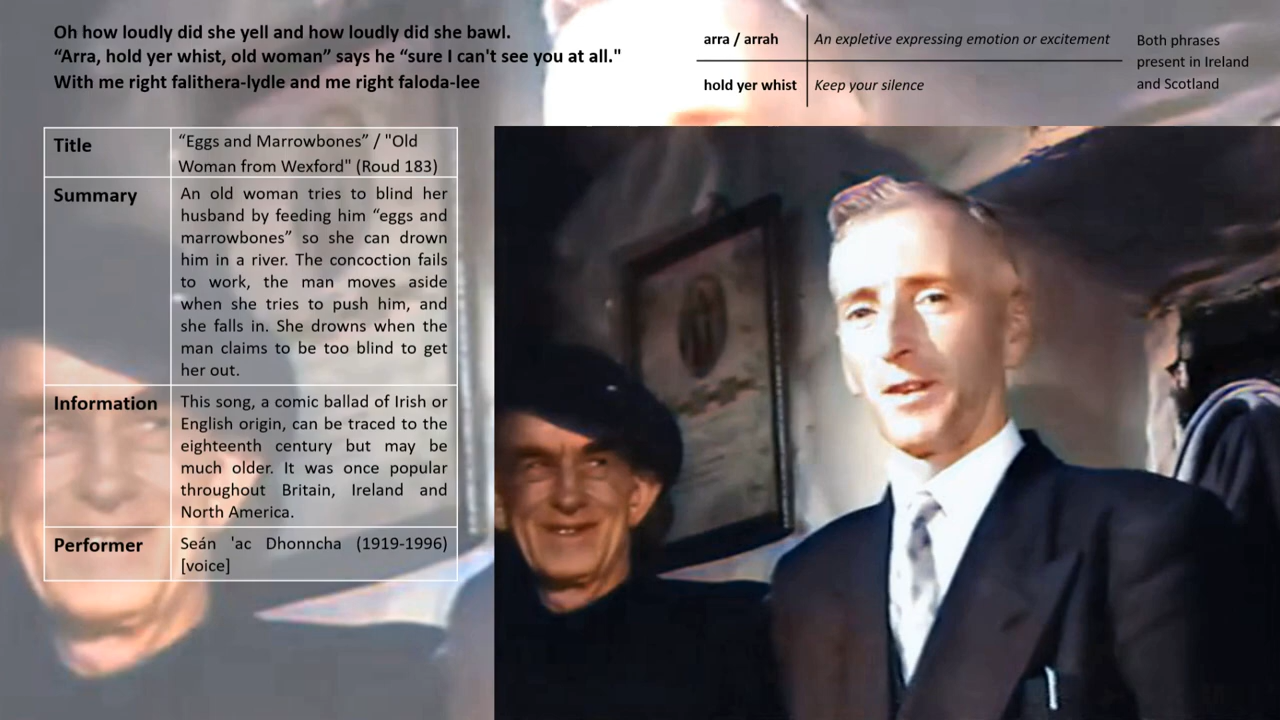 Oh how loudly did she yell and how loudly did she bawl.
“Arra, hold yer whist, old woman” says he “sure I can't see you at all."
With me right falithera-lydle and me right faloda-lee
arra / arrah An expletive expressing emotion or excitement
hold yer whist Keep your silence
Both phrases
present in Ireland
and Scotland
Title “Eggs and Marrowbones” / "Old
Woman from Wexford" (Roud 183)
Summary An old woman tries to blind her
husband by feeding him “eggs and
marrowbones” so she can drown
him in a river. The concoction fails
to work, the man moves aside
when she tries to push him, and
she falls in. She drowns when the
man claims to be too blind to get
her out.
Information This song, a comic ballad of Irish or
English origin, can be traced to the
eighteenth century but may be
much older. It was once popular
throughout Britain, Ireland and
North America.
Performer Seán 'ac Dhonncha (1919-1996)
[voice]